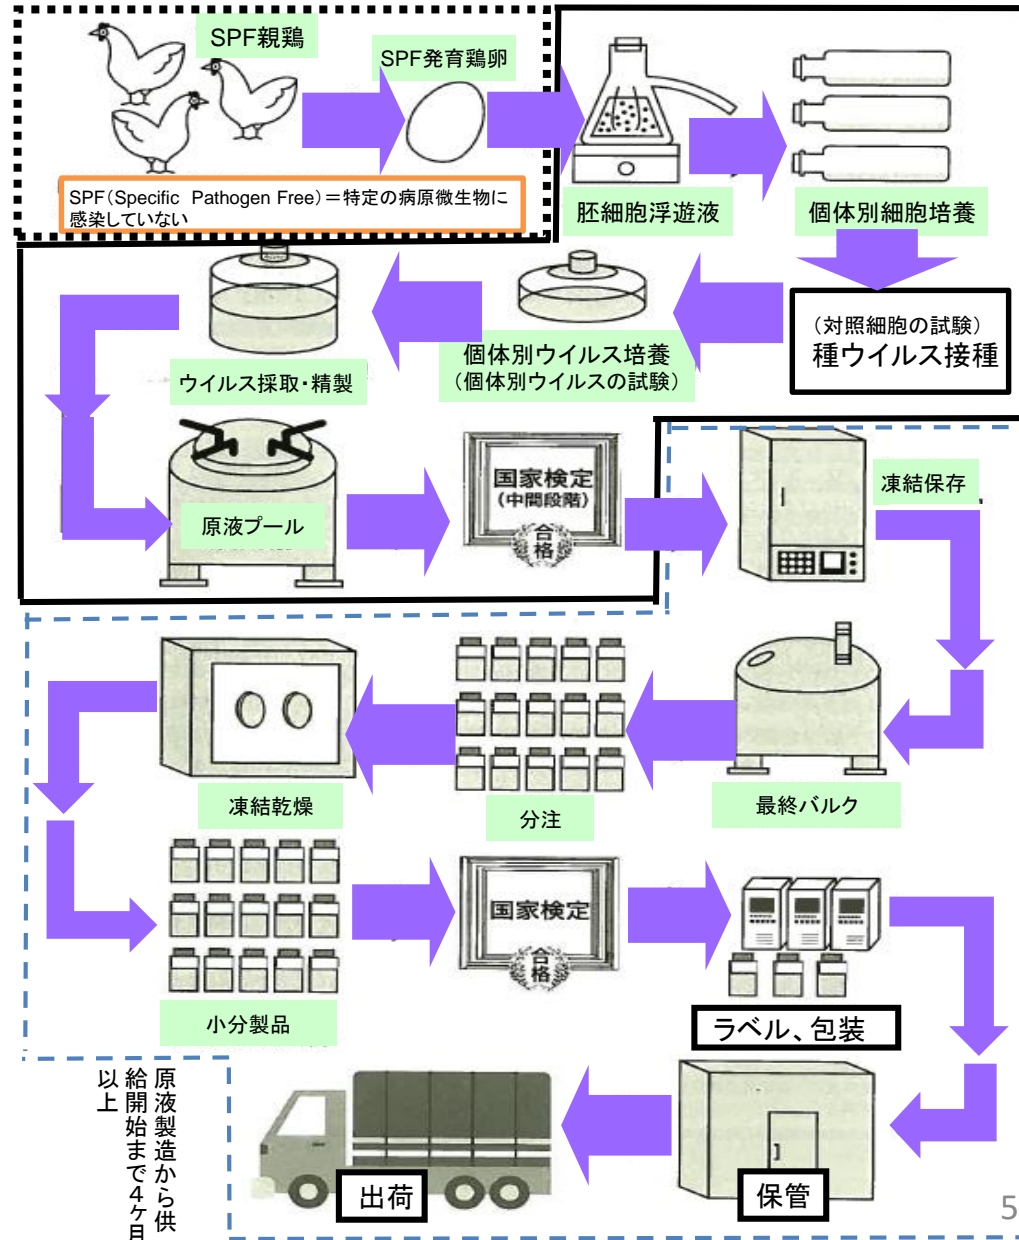 SPF親鶏
SPF発育鶏卵
SPF(Specific Pathogen Free)=特定の病原微生物に
感染していない
胚細胞浮遊液
個体別細胞培養
(対照細胞の試験)
種ウイルス接種
個体別ウイルス培養
(個体別ウイルスの試験)
ウイルス採取・精製
原液プール
国家検定
(中間段階)
合格
凍結保存
最終バルク
分注
凍結乾燥
小分製品
国家検定
合格
ラベル、包装
保管
出荷
原液製造から供
給開始まで4ヶ月
以上
5